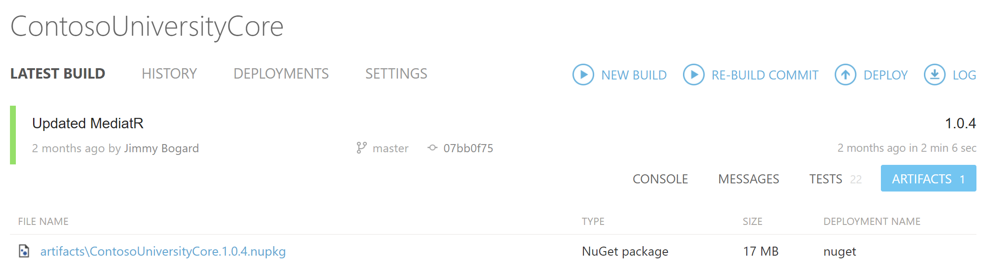 ContosoUniversityCore
LATEST BUILD HISTORY DEPLOYMENTS SETTINGS NEW BUILD RE-BUILD COMMIT DEPLOY LOG
Updated MediatR 1.0.4
2 months ago by Jimmy Bogard master 07bb0f75 2 months ago in 2 min 6 sec
CONSOLE MESSAGES TESTS 22 ARTIFACTS 1
FILE NAME TYPE SIZE DEPLOYMENT NAME
artifacts\ContosoUniversityCore.1.0.4.nupkg NuGet package 17 MB nuget